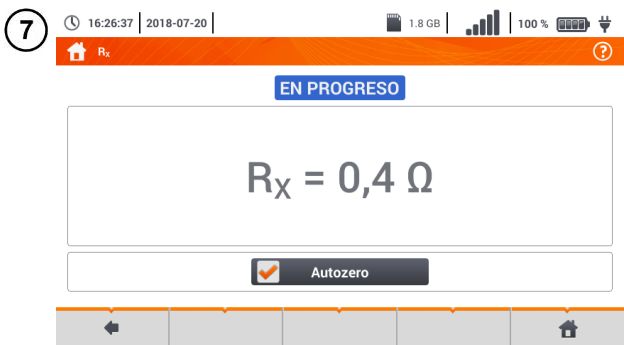 7
16:26:37 2018-07-20 1.8 GB 100 %
Rx ?
EN PROGRESO
Rx = 0,4 Ω
Autozero